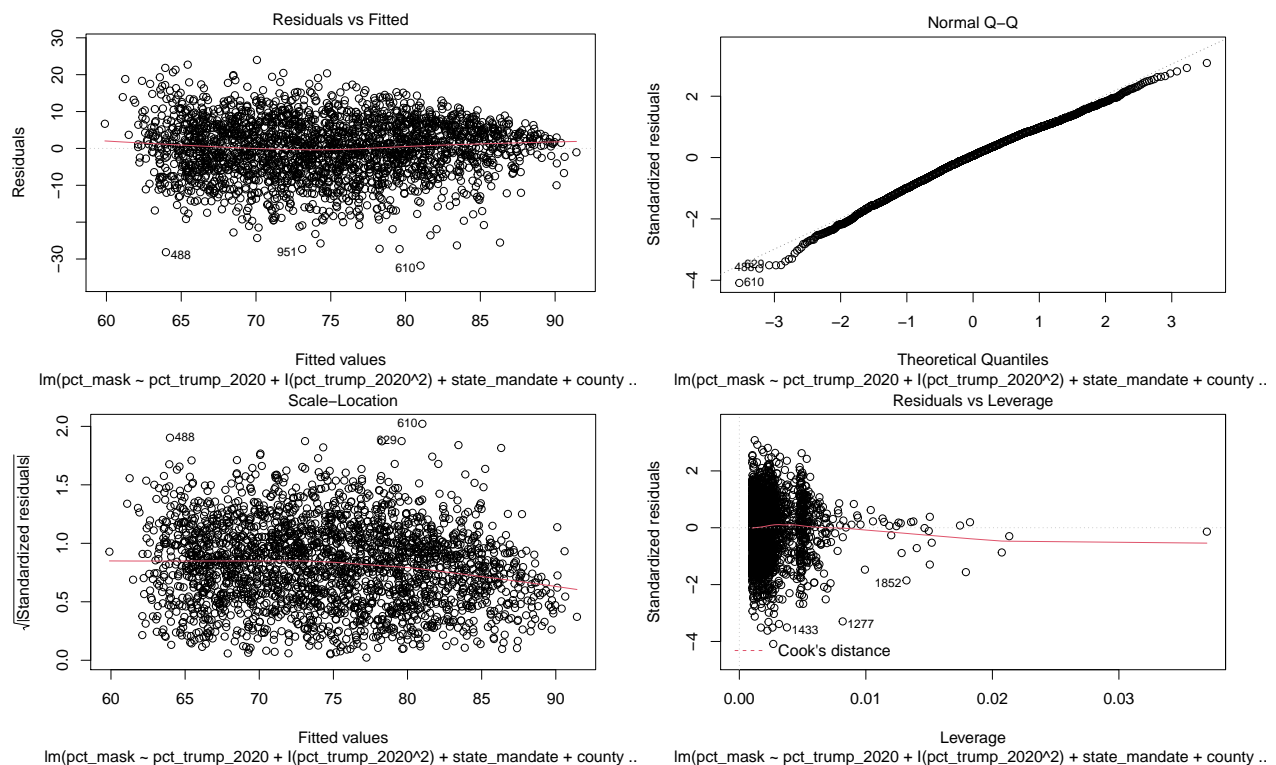 Residuals vs Fitted
Residuals
30
20
10
0
−10
−30
488
951
610
60 65 70 75 80 85 90
Fitted values
lm(pct_mask ~ pct_trump_2020 + I(pct_trump_2020^2) + state_mandate + county ..
Normal Q−Q
Standardized residuals
2
0
−2
−4
629
488
610
−3 −2 −1 0 1 2 3
Theoretical Quantiles
lm(pct_mask ~ pct_trump_2020 + I(pct_trump_2020^2) + state_mandate + county ..
Scale−Location
√|Standardized residuals|
2.0
1.5
1.0
0.5
0.0
488
629
610
60 65 70 75 80 85 90
Fitted values
lm(pct_mask ~ pct_trump_2020 + I(pct_trump_2020^2) + state_mandate + county ..
Residuals vs Leverage
Standardized residuals
2
0
−2
−4
1852
1277
1433
Cook's distance
0.00 0.01 0.02 0.03
Leverage
lm(pct_mask ~ pct_trump_2020 + I(pct_trump_2020^2) + state_mandate + county ..